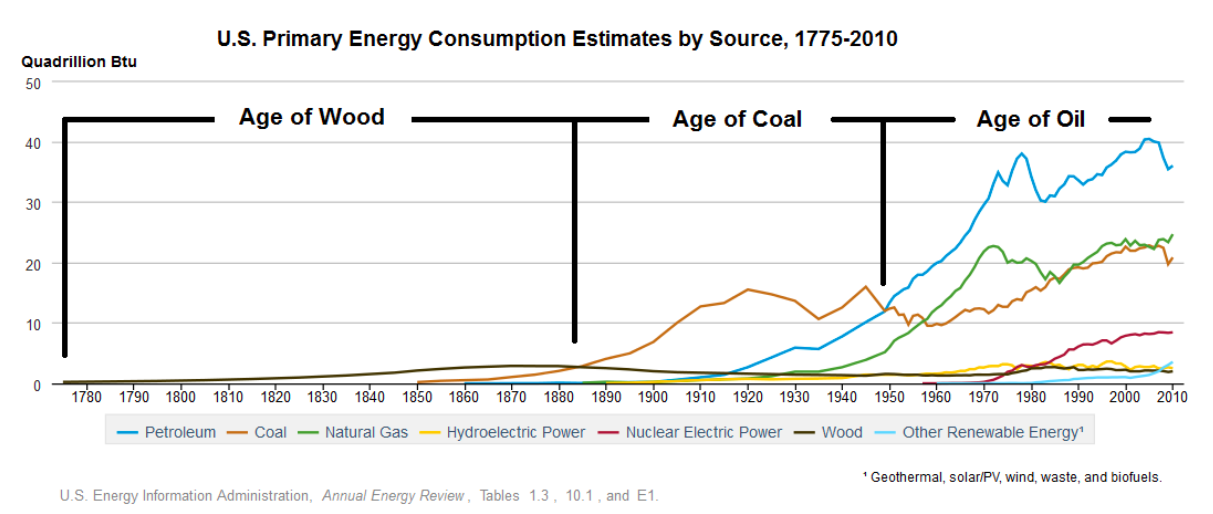 U.S. Primary Energy Consumption Estimates by Source, 1775-2010
Quadrillion Btu
50
Age of Wood Age of Coal Age of Oil
40
30
20
10
0
1780 1790 1800 1810 1820 1830 1840 1850 1860 1870 1880 1890 1900 1910 1920 1930 1940 1950 1960 1970 1980 1990 2000 2010
Petroleum Coal Natural Gas Hydroelectric Power Nuclear Electric Power Wood Other Renewable Energy¹
¹ Geothermal, solar/PV, wind, waste, and biofuels.
U.S. Energy Information Administration, Annual Energy Review , Tables 1.3 , 10.1 , and E1.